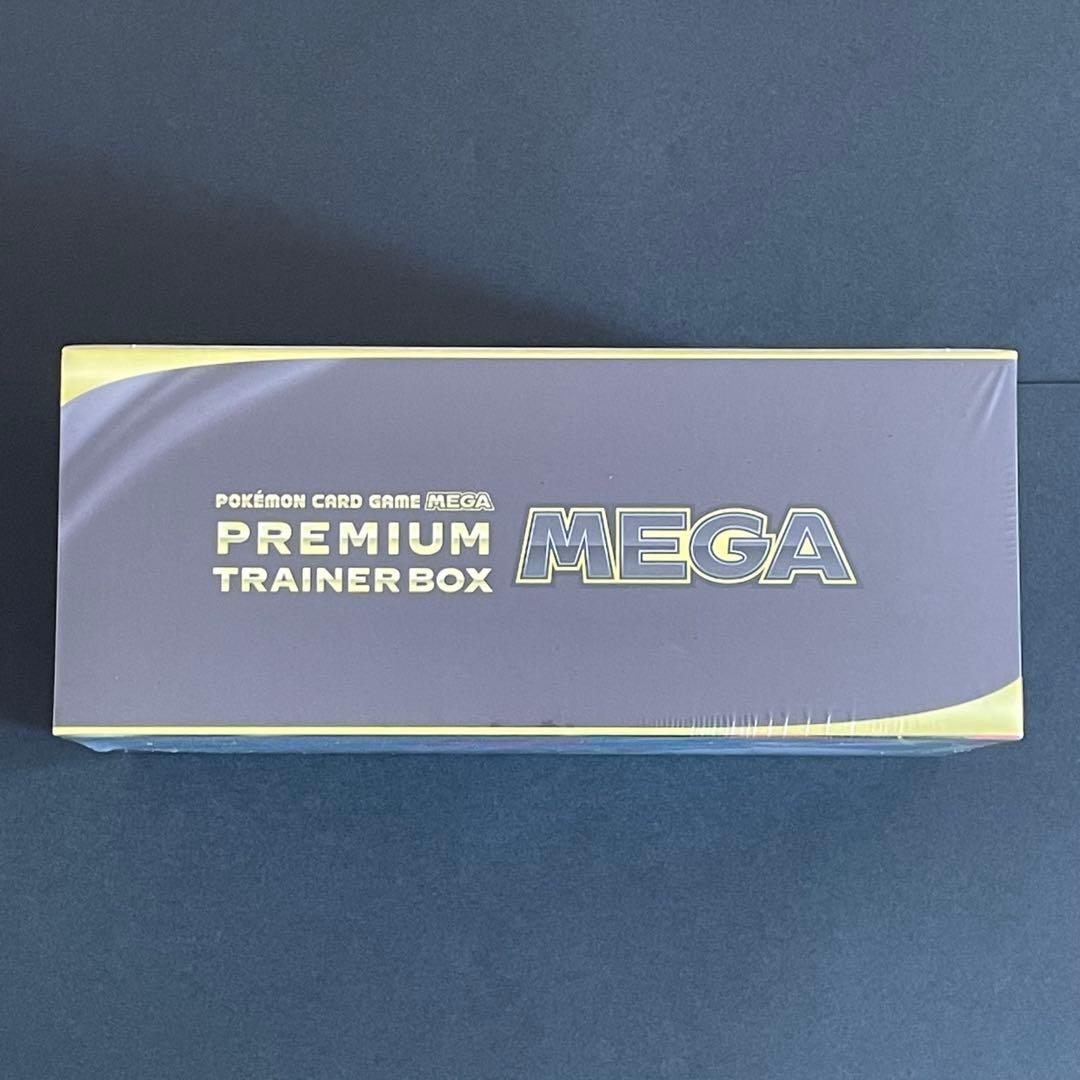 POKÉMON CARD GAME MEGA
PREMIUM
TRAINER BOX
MEGA